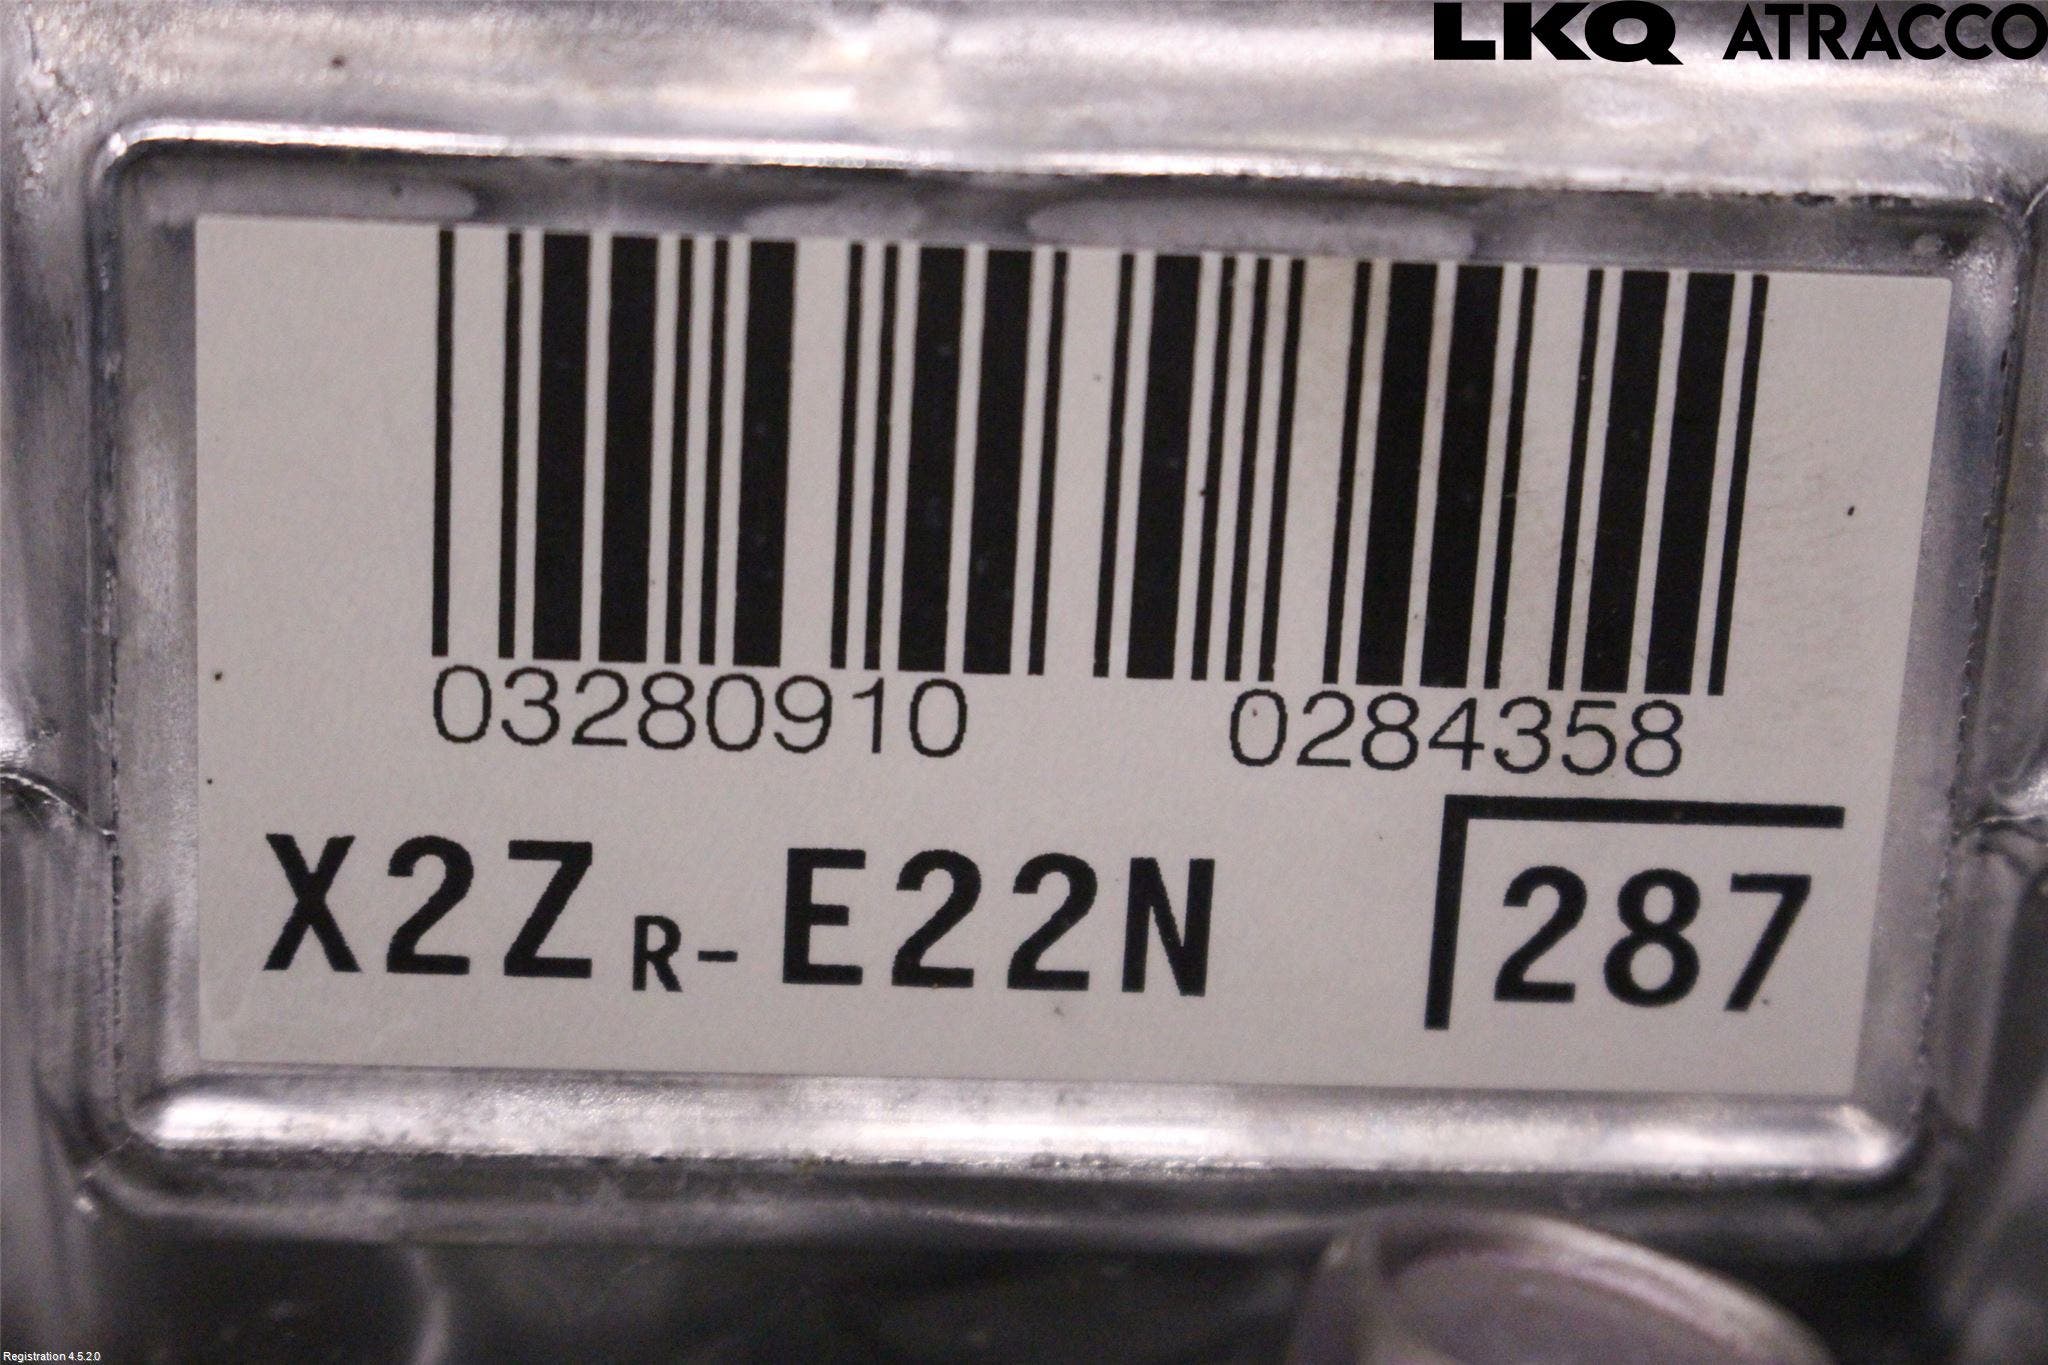 LKQ ATRACCO
03280910 0284358
X2ZR-E22N 287
Registration 4.5.2.0